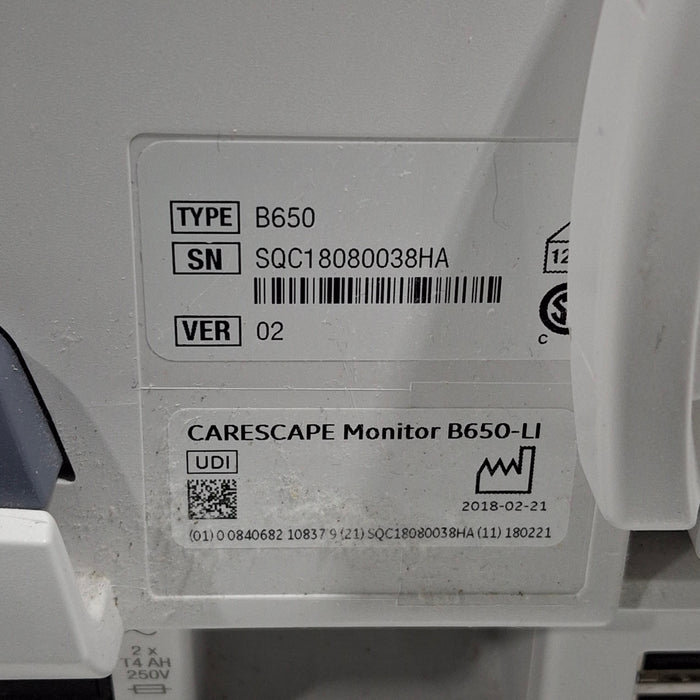 TYPE B650
SN SQC18080038HA
12
C
VER 02
CARESCAPE Monitor B650-LI
UDI
2018-02-21
(01) 0 0840682 10837 9 (21) SQC18080038HA (11) 180221
2 x
T4 AH
250V